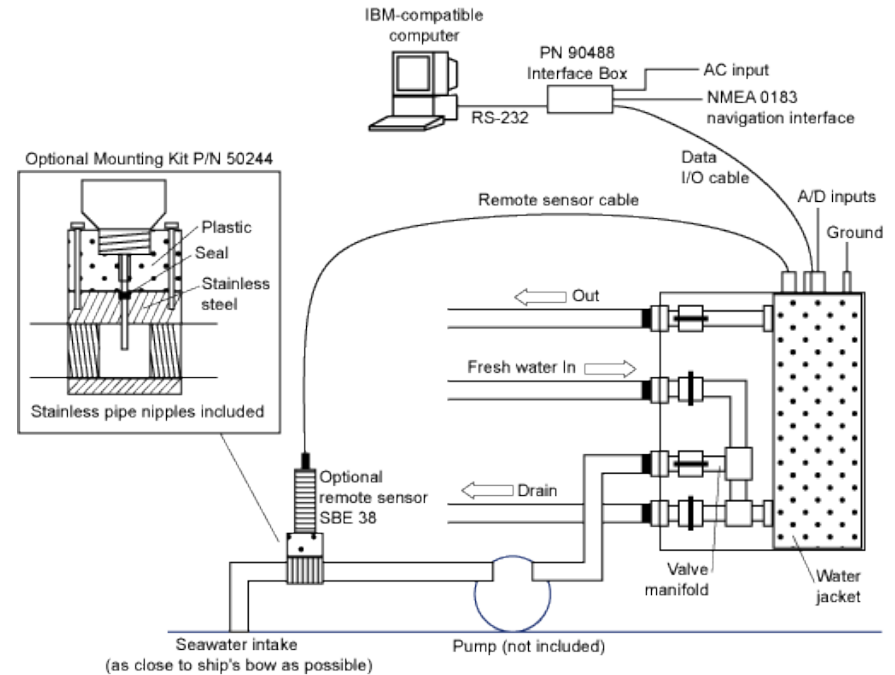 IBM-compatible
computer
PN 90488
Interface Box
AC input
NMEA 0183
navigation interface
RS-232
Data
I/O cable
Optional Mounting Kit P/N 50244
Plastic
Seal
Stainless
steel
Stainless pipe nipples included
Remote sensor cable
A/D inputs
Ground
Out
Fresh water In
Optional
remote sensor
SBE 38
Drain
Valve
manifold
Water
jacket
Seawater intake
(as close to ship's bow as possible)
Pump (not included)